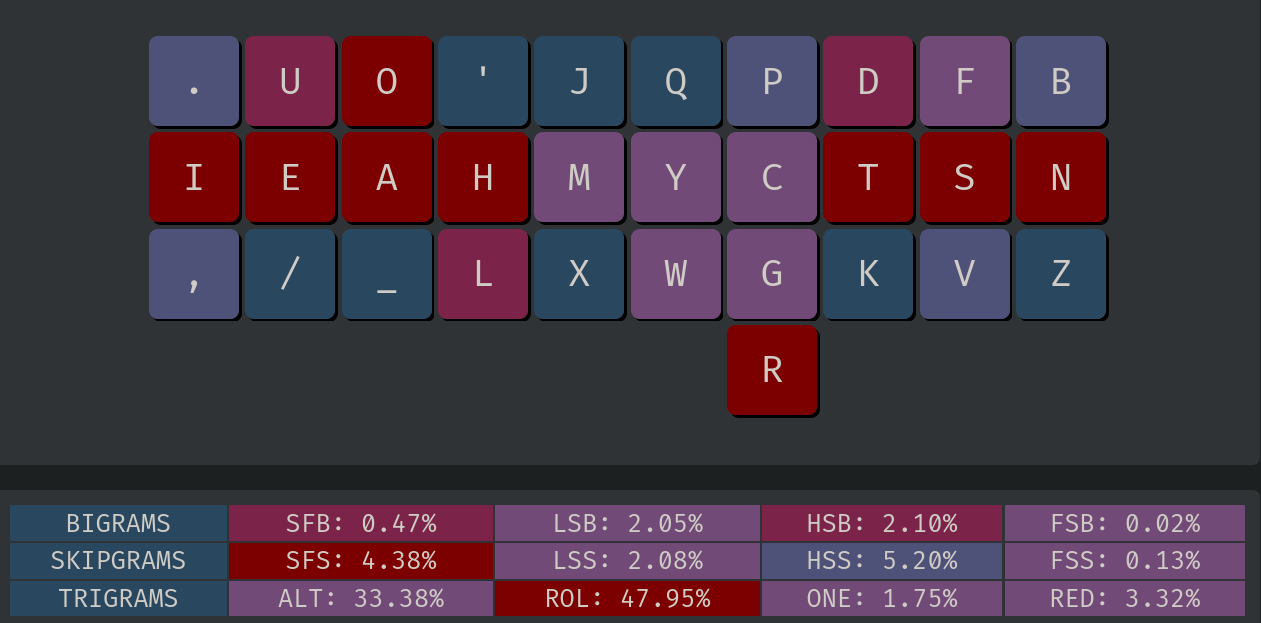 . U O ' J Q P D F B
I E A H M Y C T S N
, / _ L X W G K V Z
R
BIGRAMS SFB: 0.47% LSB: 2.05% HSB: 2.10% FSB: 0.02%
SKIPGRAMS SFS: 4.38% LSS: 2.08% HSS: 5.20% FSS: 0.13%
TRIGRAMS ALT: 33.38% ROL: 47.95% ONE: 1.75% RED: 3.32%